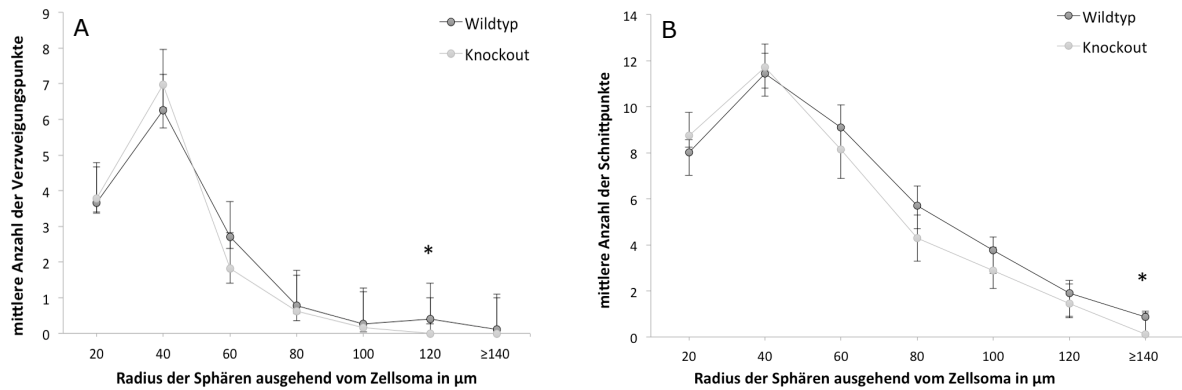 A
Wildtyp
Knockout
mittlere Anzahl der Verzweigungspunkte
9
8
7
6
5
4
3
2
1
0
*
20 40 60 80 100 120 ≥140
Radius der Sphären ausgehend vom Zellsoma in µm
B
Wildtyp
Knockout
mittlere Anzahl der Schnittpunkte
14
12
10
8
6
4
2
0
*
20 40 60 80 100 120 ≥140
Radius der Sphären ausgehend vom Zellsoma in µm